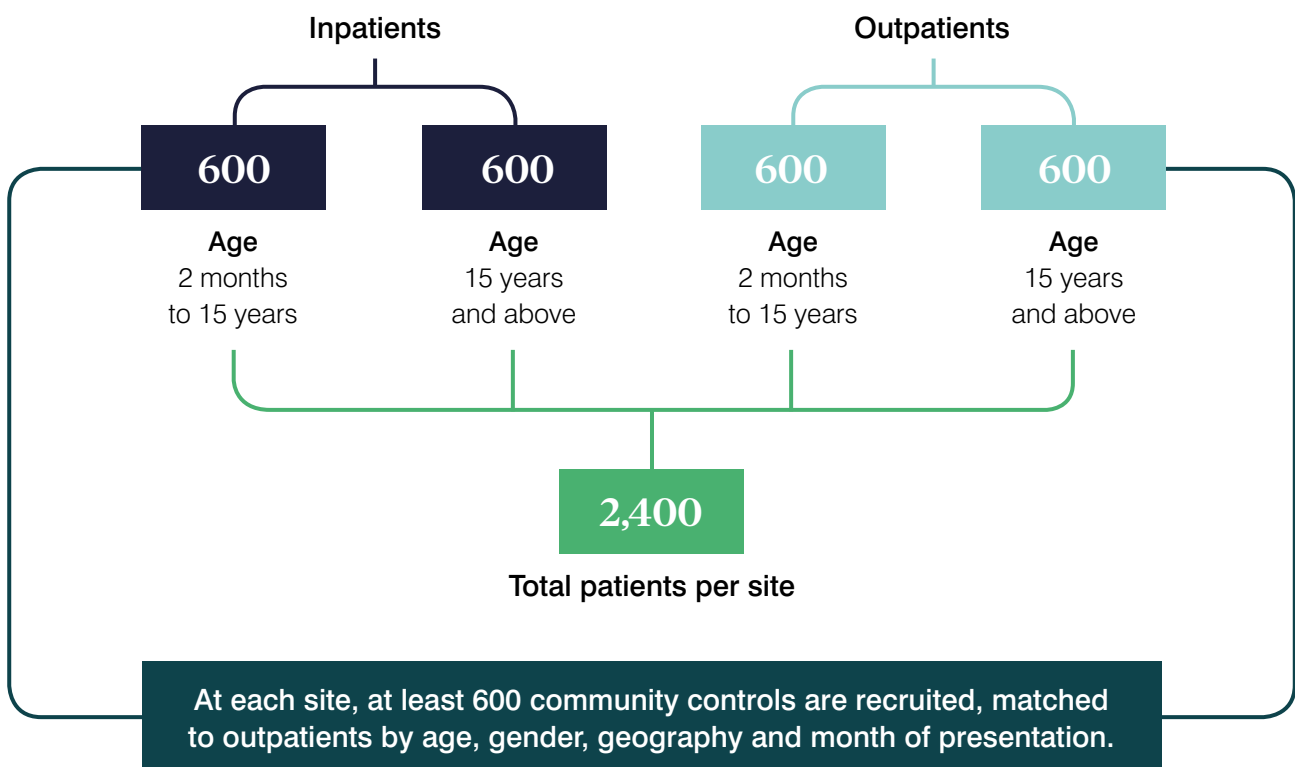 Inpatients
Outpatients
600
600
600
600
Age
2 months
to 15 years
Age
15 years
and above
Age
2 months
to 15 years
Age
15 years
and above
2,400
Total patients per site
At each site, at least 600 community controls are recruited, matched
to outpatients by age, gender, geography and month of presentation.